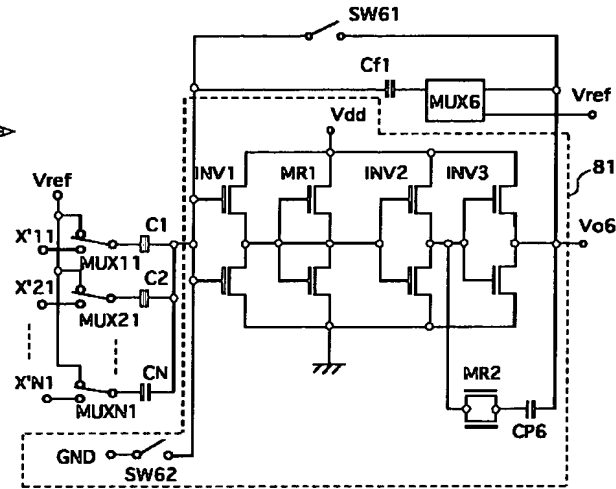 SW61
Cf1
MUX6
Vref
Vdd
81
INV1
MR1
INV2
INV3
Vref
C1
X'11
MUX11
Vo6
C2
X'21
MUX21
CN
X'N1
MUXN1
MR2
CP6
GND
SW62